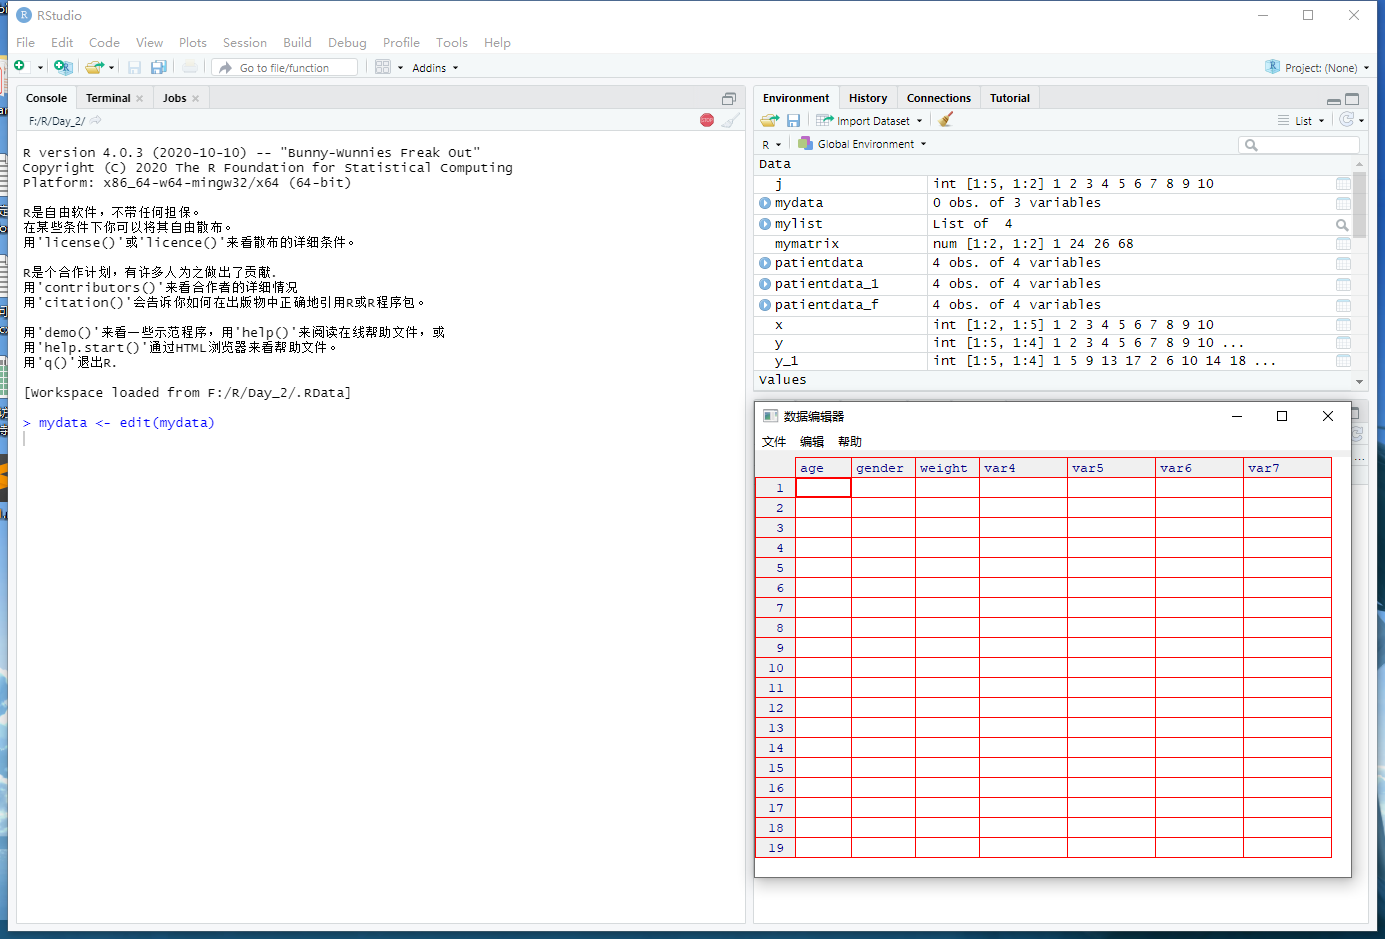 RStudio
File Edit Code View Plots Session Build Debug Profile Tools Help
Go to file/function Addins Project: (None)
Console Terminal Jobs
F:/R/Day_2/
STOP
R version 4.0.3 (2020-10-10) -- "Bunny-Wunnies Freak Out"
Copyright (C) 2020 The R Foundation for Statistical Computing
Platform: x86_64-w64-mingw32/x64 (64-bit)
R是自由软件，不带任何担保。
在某些条件下你可以将其自由散布。
用'license()'或'licence()'来看散布的详细条件。
R是个合作计划，有许多人为之做出了贡献.
用'contributors()'来看合作者的详细情况
用'citation()'会告诉你如何在出版物中正确地引用R或R程序包。
用'demo()'来看一些示范程序，用'help()'来阅读在线帮助文件，或
用'help.start()'通过HTML浏览器来看帮助文件。
用'q()'退出R.
[Workspace loaded from F:/R/Day_2/.RData]
> mydata <- edit(mydata)
Environment History Connections Tutorial
Import Dataset List
R Global Environment
Data
j int [1:5, 1:2] 1 2 3 4 5 6 7 8 9 10
mydata 0 obs. of 3 variables
mylist List of 4
mymatrix num [1:2, 1:2] 1 24 26 68
patientdata 4 obs. of 4 variables
patientdata_1 4 obs. of 4 variables
patientdata_f 4 obs. of 4 variables
x int [1:2, 1:5] 1 2 3 4 5 6 7 8 9 10
y int [1:5, 1:4] 1 2 3 4 5 6 7 8 9 10 ...
y_1 int [1:5, 1:4] 1 5 9 13 17 2 6 10 14 18 ...
Values
数据编辑器
文件 编辑 帮助
age gender weight var4 var5 var6 var7
1
2
3
4
5
6
7
8
9
10
11
12
13
14
15
16
17
18
19